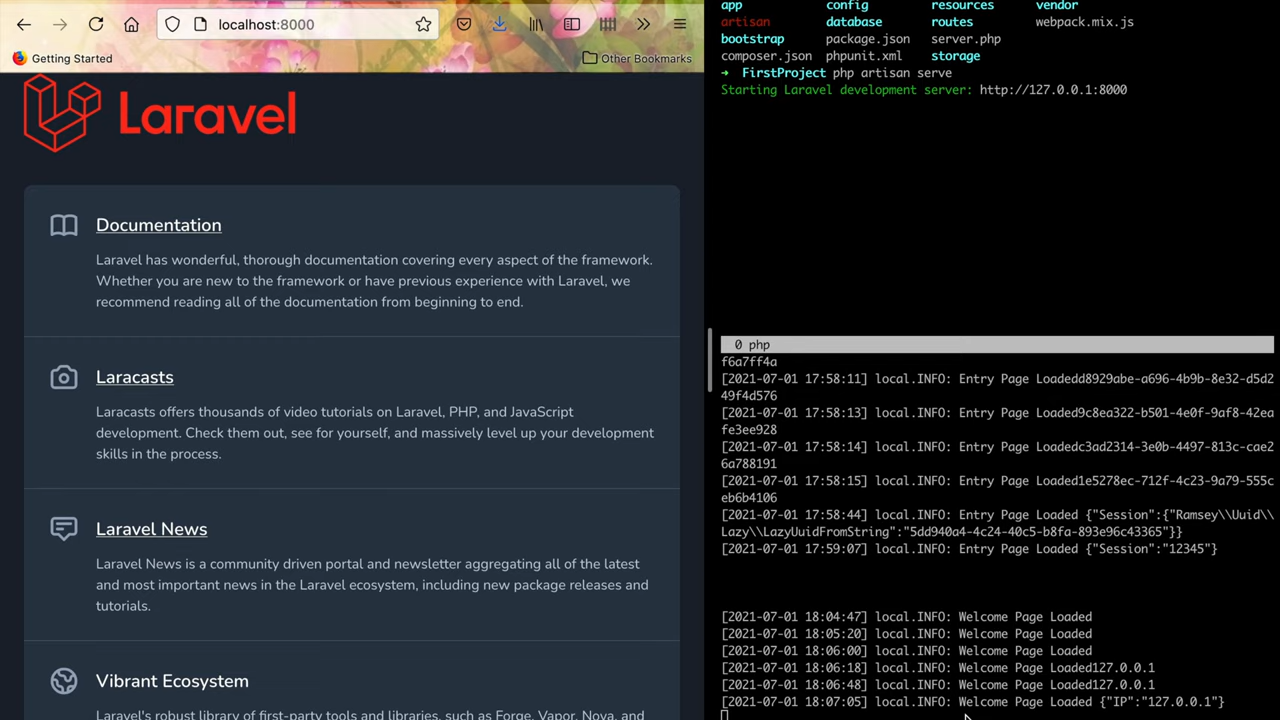 localhost:8000
Getting Started
Other Bookmarks
Laravel
Documentation
Laravel has wonderful, thorough documentation covering every aspect of the framework.
Whether you are new to the framework or have previous experience with Laravel, we
recommend reading all of the documentation from beginning to end.
Laracasts
Laracasts offers thousands of video tutorials on Laravel, PHP, and JavaScript
development. Check them out, see for yourself, and massively level up your development
skills in the process.
Laravel News
Laravel News is a community driven portal and newsletter aggregating all of the latest
and most important news in the Laravel ecosystem, including new package releases and
tutorials.
Vibrant Ecosystem
Laravel's robust library of first-party tools and libraries, such as Forge, Vapor, Nova, and
app config resources vendor
artisan database routes webpack.mix.js
bootstrap package.json server.php
composer.json phpunit.xml storage
➜ FirstProject php artisan serve
Starting Laravel development server: http://127.0.0.1:8000
0 php
f6a7ff4a
[2021-07-01 17:58:11] local.INFO: Entry Page Loadedd8929abe-a696-4b9b-8e32-d5d2
49f4d576
[2021-07-01 17:58:13] local.INFO: Entry Page Loaded9c8ea322-b501-4e0f-9af8-42ea
fe3ee928
[2021-07-01 17:58:14] local.INFO: Entry Page Loadedc3ad2314-3e0b-4497-813c-cae2
6a788191
[2021-07-01 17:58:15] local.INFO: Entry Page Loaded1e5278ec-712f-4c23-9a79-555c
eb6b4106
[2021-07-01 17:58:44] local.INFO: Entry Page Loaded {"Session":{"Ramsey\\Uuid\\
Lazy\\LazyUuidFromString":"5dd940a4-4c24-40c5-b8fa-893e96c43365"}}
[2021-07-01 17:59:07] local.INFO: Entry Page Loaded {"Session":"12345"}
[2021-07-01 18:04:47] local.INFO: Welcome Page Loaded
[2021-07-01 18:05:20] local.INFO: Welcome Page Loaded
[2021-07-01 18:06:00] local.INFO: Welcome Page Loaded
[2021-07-01 18:06:18] local.INFO: Welcome Page Loaded127.0.0.1
[2021-07-01 18:06:48] local.INFO: Welcome Page Loaded127.0.0.1
[2021-07-01 18:07:05] local.INFO: Welcome Page Loaded {"IP":"127.0.0.1"}